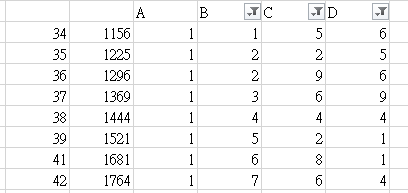 A B C D
34 1156 1 1 5 6
35 1225 1 2 2 5
36 1296 1 2 9 6
37 1369 1 3 6 9
38 1444 1 4 4 4
39 1521 1 5 2 1
41 1681 1 6 8 1
42 1764 1 7 6 4